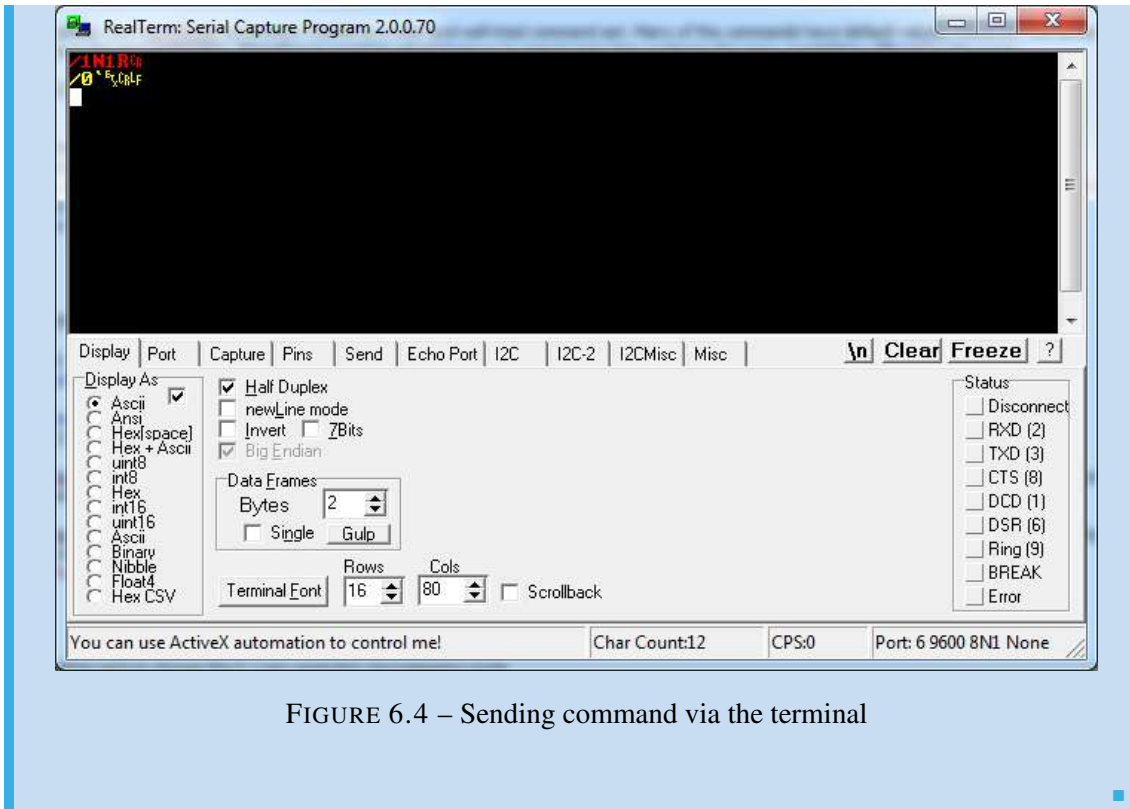 RealTerm: Serial Capture Program 2.0.0.70
/1N1RCR
/0`ETXCRLF
Display Port Capture Pins Send Echo Port I2C I2C-2 I2CMisc Misc \n Clear Freeze ?
Display As
Ascii
Ansi
Hex[space]
Hex + Ascii
uint8
int8
Hex
int16
uint16
Ascii
Binary
Nibble
Float4
Hex CSV
Half Duplex
newLine mode
Invert 7Bits
Big Endian
Data Frames
Bytes 2
Single Gulp
Rows Cols
Terminal Font 16 80 Scrollback
Status
Disconnect
RXD (2)
TXD (3)
CTS (8)
DCD (1)
DSR (6)
Ring (9)
BREAK
Error
You can use ActiveX automation to control me! Char Count:12 CPS:0 Port: 6 9600 8N1 None
FIGURE 6.4 – Sending command via the terminal